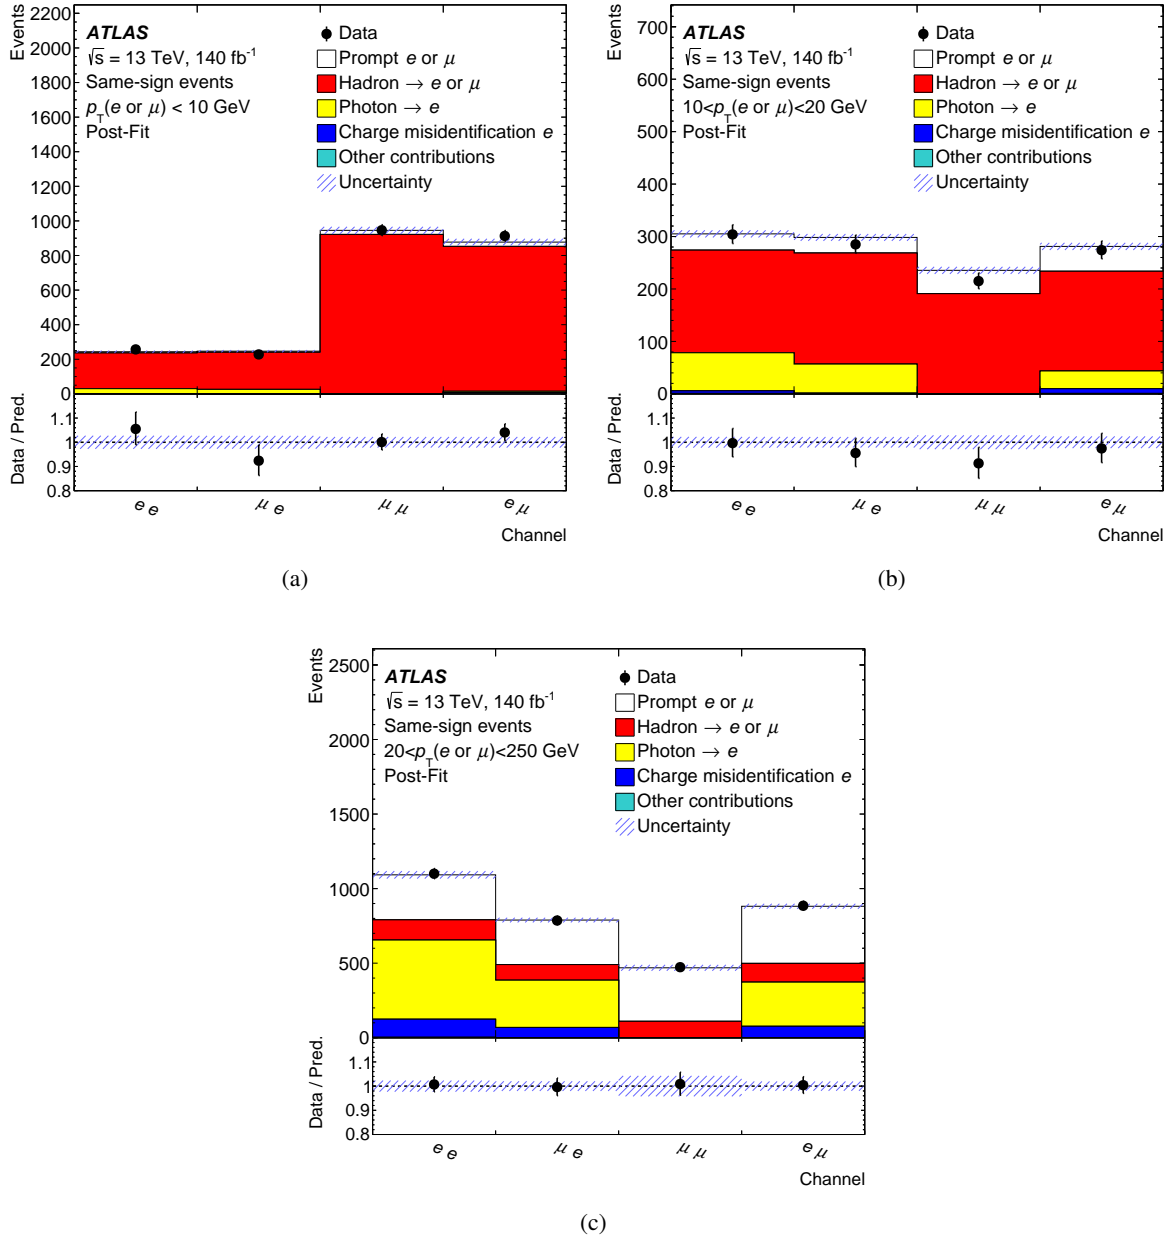 Events
2200
2000
1800
1600
1400
1200
1000
800
600
400
200
0
ATLAS
√s = 13 TeV, 140 fb⁻¹
Same-sign events
p_T(e or μ) < 10 GeV
Post-Fit
Data
Prompt e or μ
Hadron → e or μ
Photon → e
Charge misidentification e
Other contributions
Uncertainty
Data / Pred.
1.1
1
0.9
0.8
e e
μ e
μ μ
e μ
Channel
(a)
Events
700
600
500
400
300
200
100
0
ATLAS
√s = 13 TeV, 140 fb⁻¹
Same-sign events
10<p_T(e or μ)<20 GeV
Post-Fit
Data
Prompt e or μ
Hadron → e or μ
Photon → e
Charge misidentification e
Other contributions
Uncertainty
Data / Pred.
1.1
1
0.9
0.8
e e
μ e
μ μ
e μ
Channel
(b)
Events
2500
2000
1500
1000
500
0
ATLAS
√s = 13 TeV, 140 fb⁻¹
Same-sign events
20<p_T(e or μ)<250 GeV
Post-Fit
Data
Prompt e or μ
Hadron → e or μ
Photon → e
Charge misidentification e
Other contributions
Uncertainty
Data / Pred.
1.1
1
0.9
0.8
e e
μ e
μ μ
e μ
Channel
(c)